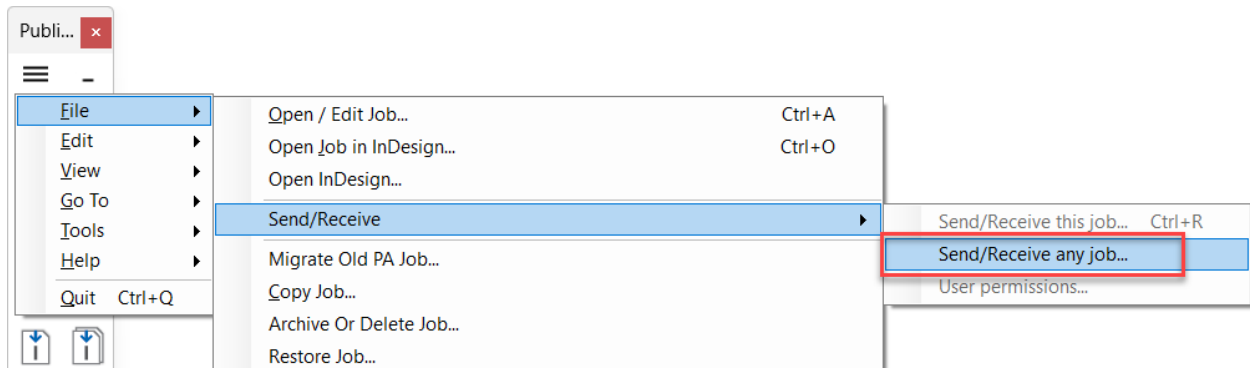 Publi...
File
Edit
View
Go To
Tools
Help
Quit Ctrl+Q
Open / Edit Job... Ctrl+A
Open Job in InDesign... Ctrl+O
Open InDesign...
Send/Receive
Migrate Old PA Job...
Copy Job...
Archive Or Delete Job...
Restore Job...
Send/Receive this job... Ctrl+R
Send/Receive any job...
User permissions...